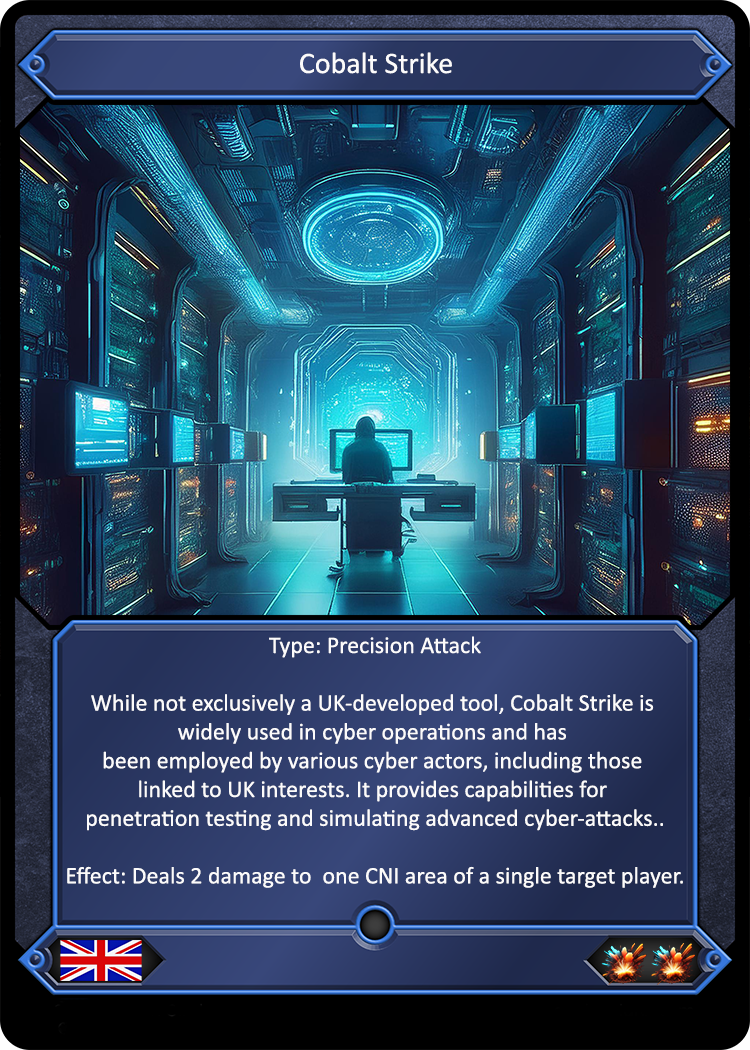 Cobalt Strike
Type: Precision Attack
While not exclusively a UK-developed tool, Cobalt Strike is
widely used in cyber operations and has
been employed by various cyber actors, including those
linked to UK interests. It provides capabilities for
penetration testing and simulating advanced cyber-attacks..
Effect: Deals 2 damage to  one CNI area of a single target player.